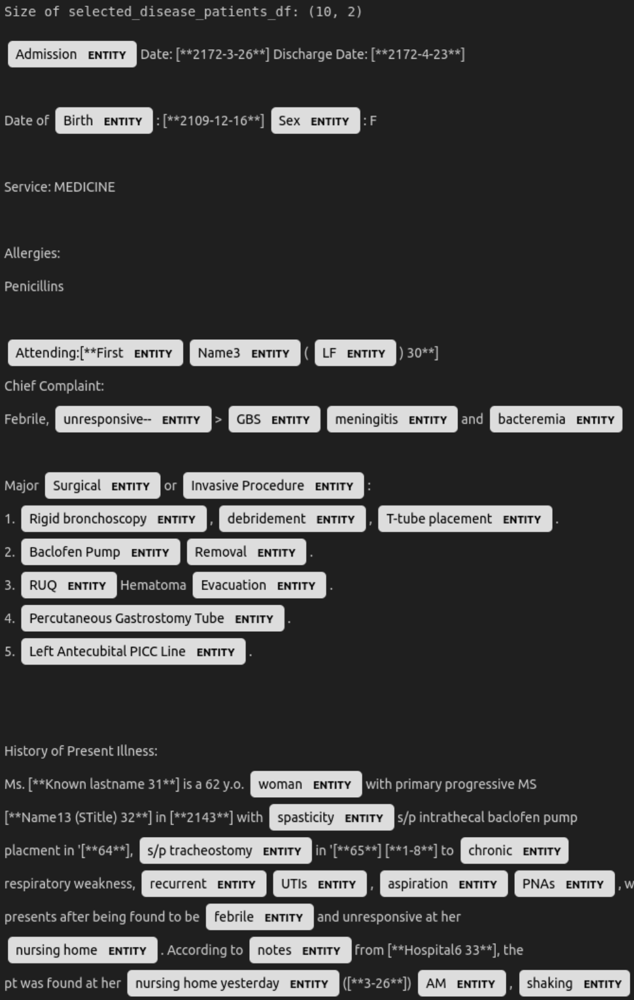 Size of selected_disease_patients_df: (10, 2)
Admission ENTITY Date: [**2172-3-26**] Discharge Date: [**2172-4-23**]
Date of Birth ENTITY : [**2109-12-16**] Sex ENTITY : F
Service: MEDICINE
Allergies:
Penicillins
Attending:[**First ENTITY Name3 ENTITY ( LF ENTITY ) 30**]
Chief Complaint:
Febrile, unresponsive-- ENTITY > GBS ENTITY meningitis ENTITY and bacteremia ENTITY
Major Surgical ENTITY or Invasive Procedure ENTITY :
1. Rigid bronchoscopy ENTITY , debridement ENTITY , T-tube placement ENTITY .
2. Baclofen Pump ENTITY Removal ENTITY .
3. RUQ ENTITY Hematoma Evacuation ENTITY .
4. Percutaneous Gastrostomy Tube ENTITY .
5. Left Antecubital PICC Line ENTITY .
History of Present Illness:
Ms. [**Known lastname 31**] is a 62 y.o. woman ENTITY with primary progressive MS
[**Name13 (STitle) 32**] in [**2143**] with spasticity ENTITY s/p intrathecal baclofen pump
placment in '[**64**], s/p tracheostomy ENTITY in '[**65**] [**1-8**] to chronic ENTITY
respiratory weakness, recurrent ENTITY UTIs ENTITY , aspiration ENTITY PNAs ENTITY , w
presents after being found to be febrile ENTITY and unresponsive at her
nursing home ENTITY . According to notes ENTITY from [**Hospital6 33**], the
pt was found at her nursing home yesterday ENTITY ([**3-26**]) AM ENTITY , shaking ENTITY